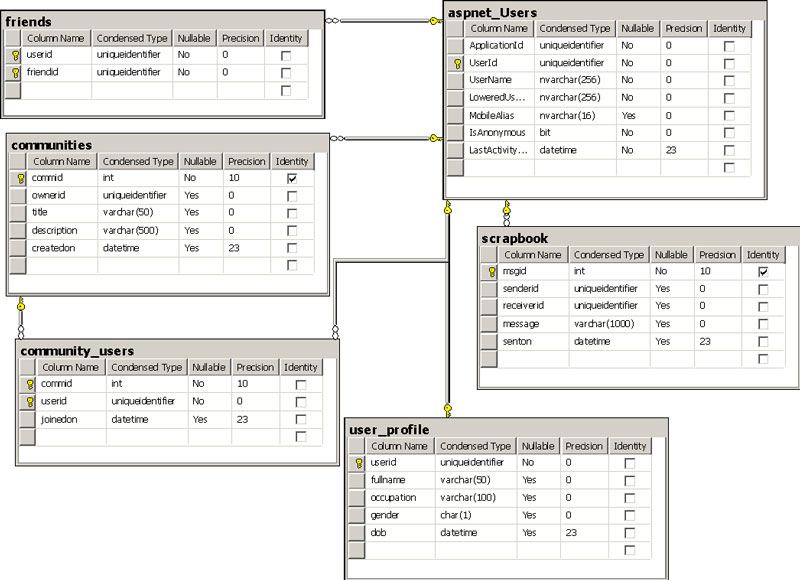 friends
Column Name Condensed Type Nullable Precision Identity
userid uniqueidentifier No 0
friendid uniqueidentifier No 0
aspnet_Users
Column Name Condensed Type Nullable Precision Identity
ApplicationId uniqueidentifier No 0
UserId uniqueidentifier No 0
UserName nvarchar(256) No 0
LoweredUs... nvarchar(256) No 0
MobileAlias nvarchar(16) Yes 0
IsAnonymous bit No 0
LastActivity... datetime No 23
communities
Column Name Condensed Type Nullable Precision Identity
commid int No 10
ownerid uniqueidentifier Yes 0
title varchar(50) Yes 0
description varchar(500) Yes 0
createdon datetime Yes 23
scrapbook
Column Name Condensed Type Nullable Precision Identity
msgid int No 10
senderid uniqueidentifier Yes 0
receiverid uniqueidentifier Yes 0
message varchar(1000) Yes 0
senton datetime Yes 23
community_users
Column Name Condensed Type Nullable Precision Identity
commid int No 10
userid uniqueidentifier No 0
joinedon datetime Yes 23
user_profile
Column Name Condensed Type Nullable Precision Identity
userid uniqueidentifier No 0
fullname varchar(50) Yes 0
occupation varchar(100) Yes 0
gender char(1) Yes 0
dob datetime Yes 23